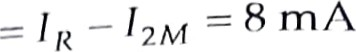 = I_R − I_{2M} = 8 mA